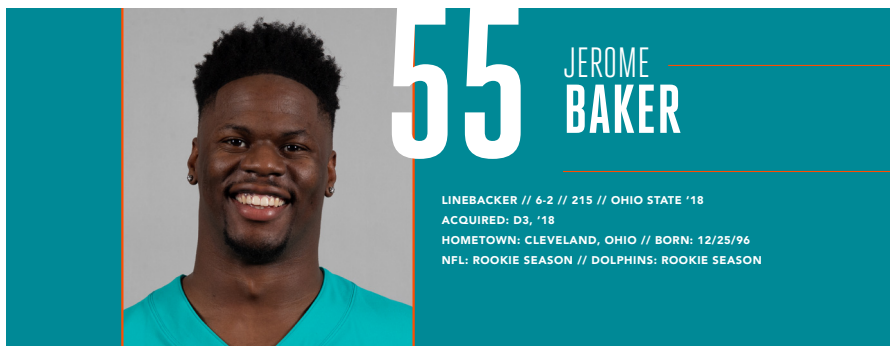 55
JEROME
BAKER
LINEBACKER // 6-2 // 215 // OHIO STATE ‘18
ACQUIRED: D3, ‘18
HOMETOWN: CLEVELAND, OHIO // BORN: 12/25/96
NFL: ROOKIE SEASON // DOLPHINS: ROOKIE SEASON